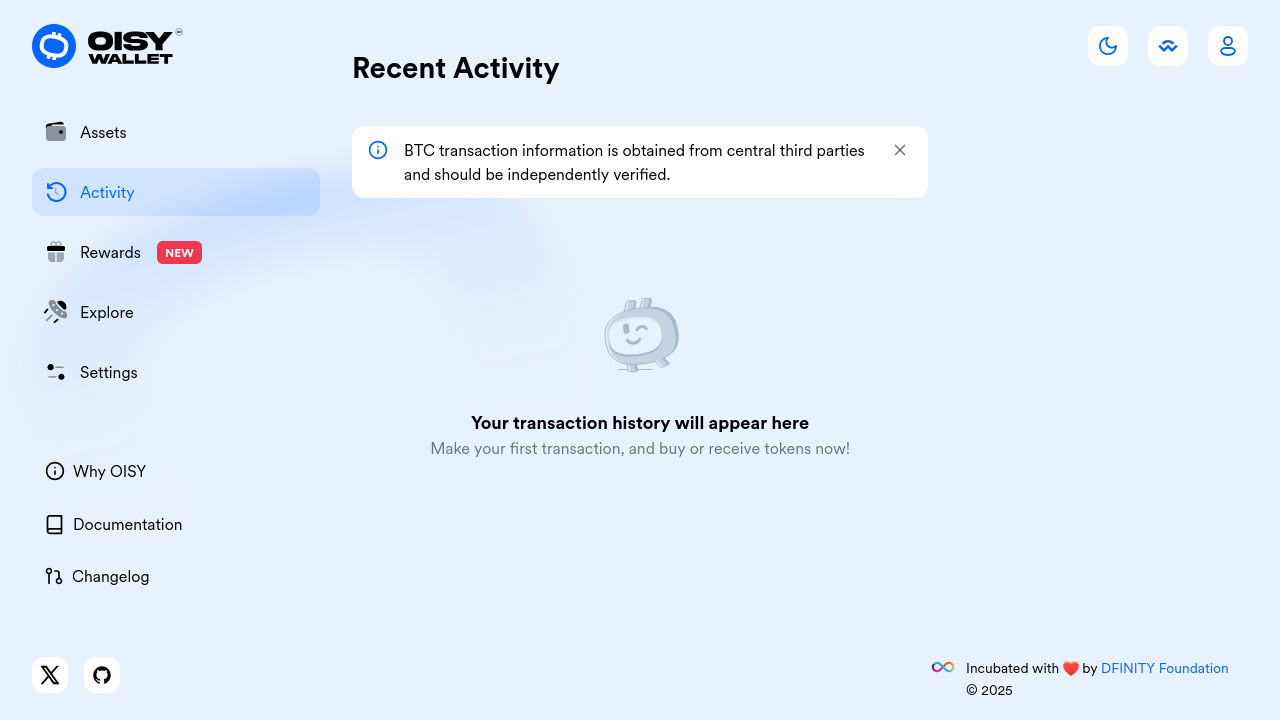 OISY
WALLET
Recent Activity
Assets
BTC transaction information is obtained from central third parties
and should be independently verified.
Activity
Rewards NEW
Explore
Settings
Your transaction history will appear here
Make your first transaction, and buy or receive tokens now!
Why OISY
Documentation
Changelog
Incubated with ❤️ by DFINITY Foundation
© 2025